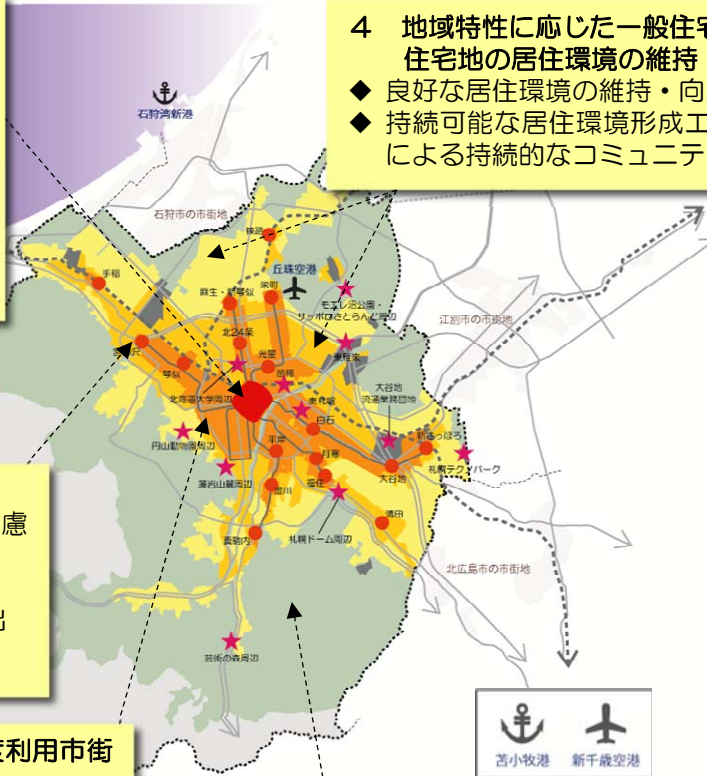 4 地域特性に応じた一般住宅
住宅地の居住環境の維持
◆ 良好な居住環境の維持・向
◆ 持続可能な居住環境形成エ
による持続的なコミュニテ
石狩湾新港
石狩市の市街地
篠路
丘珠空港
手稲
麻生・新琴似
栄町
モエレ沼公園・
サッポロさとらんど周辺
江別市の市街地
北24条
宮の沢
光星
東雁来
琴似
苗穂
大谷地
流通業務団地
北海道大学周辺
東札幌
白石
新さっぽろ
円山動物園周辺
平岸
月寒
札幌テクノパーク
藻岩山麓周辺
大谷地
澄川
福住
清田
真駒内
札幌ドーム周辺
慮
北広島市の市街地
出
芸術の森周辺
度利用市街
苫小牧港
新千歳空港